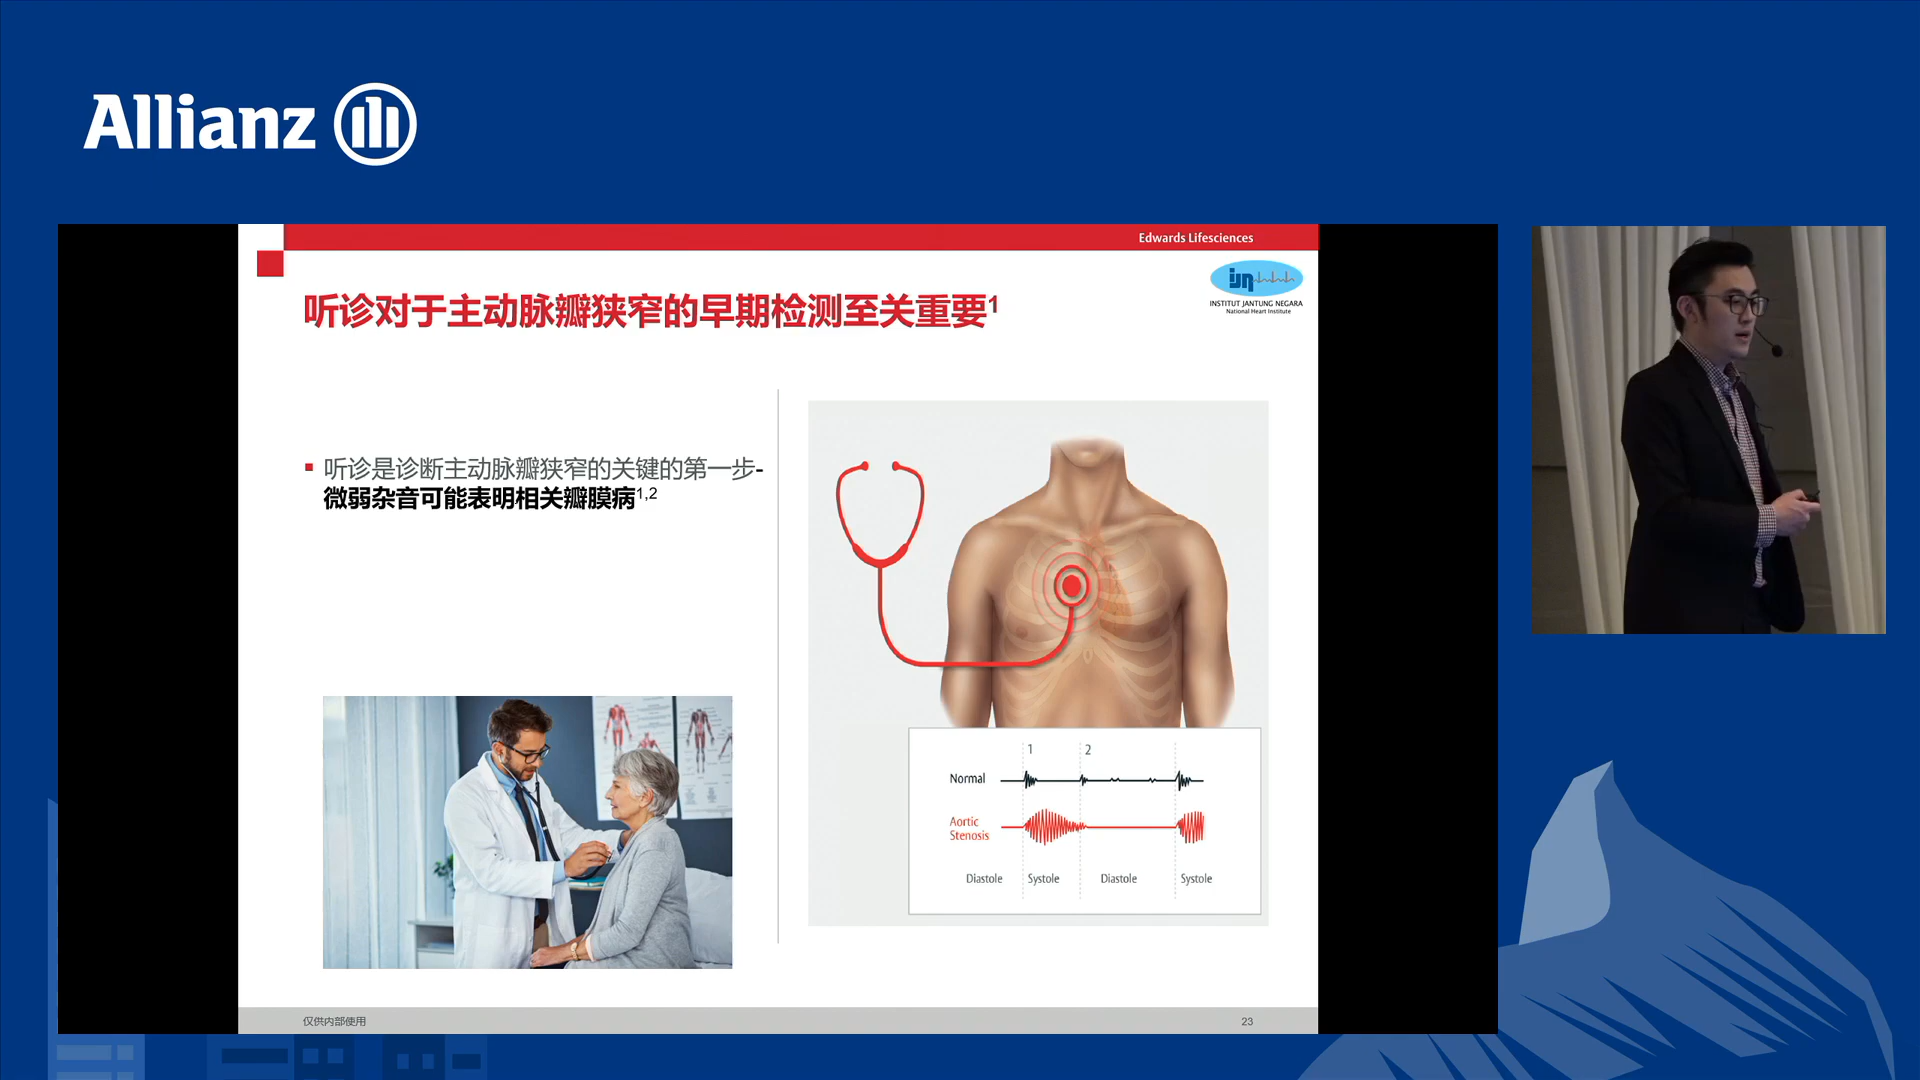 Allianz
Edwards Lifesciences
ijn
INSTITUT JANTUNG NEGARA
National Heart Institute
听诊对于主动脉瓣狭窄的早期检测至关重要1
听诊是诊断主动脉瓣狭窄的关键的第一步-
微弱杂音可能表明相关瓣膜病1,2
1 2
Normal
Aortic
Stenosis
Diastole Systole Diastole Systole
仅供内部使用
23